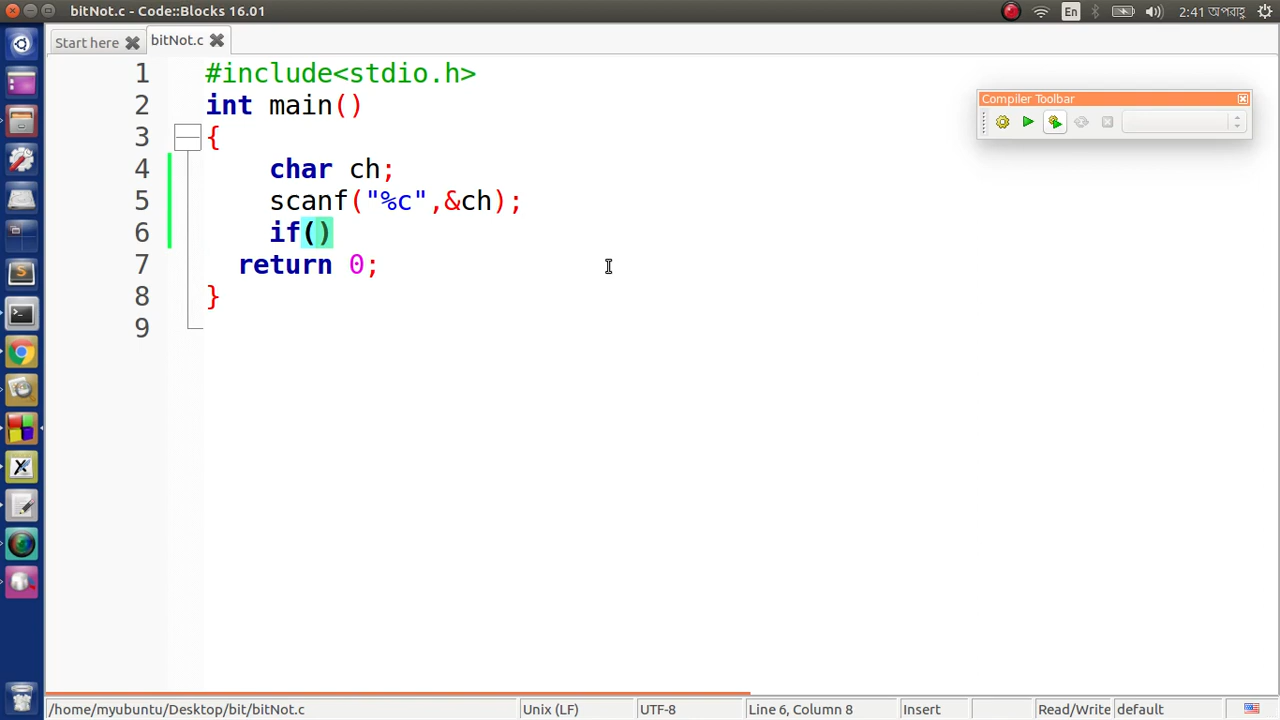 bitNot.c - Code::Blocks 16.01
En
2:41 অপরাহ্ণ
Start here
bitNot.c
Compiler Toolbar
1 #include<stdio.h>
2 int main()
3 {
4 char ch;
5 scanf("%c",&ch);
6 if()
7 return 0;
8 }
9
/home/myubuntu/Desktop/bit/bitNot.c
Unix (LF)
UTF-8
Line 6, Column 8
Insert
Read/Write
default